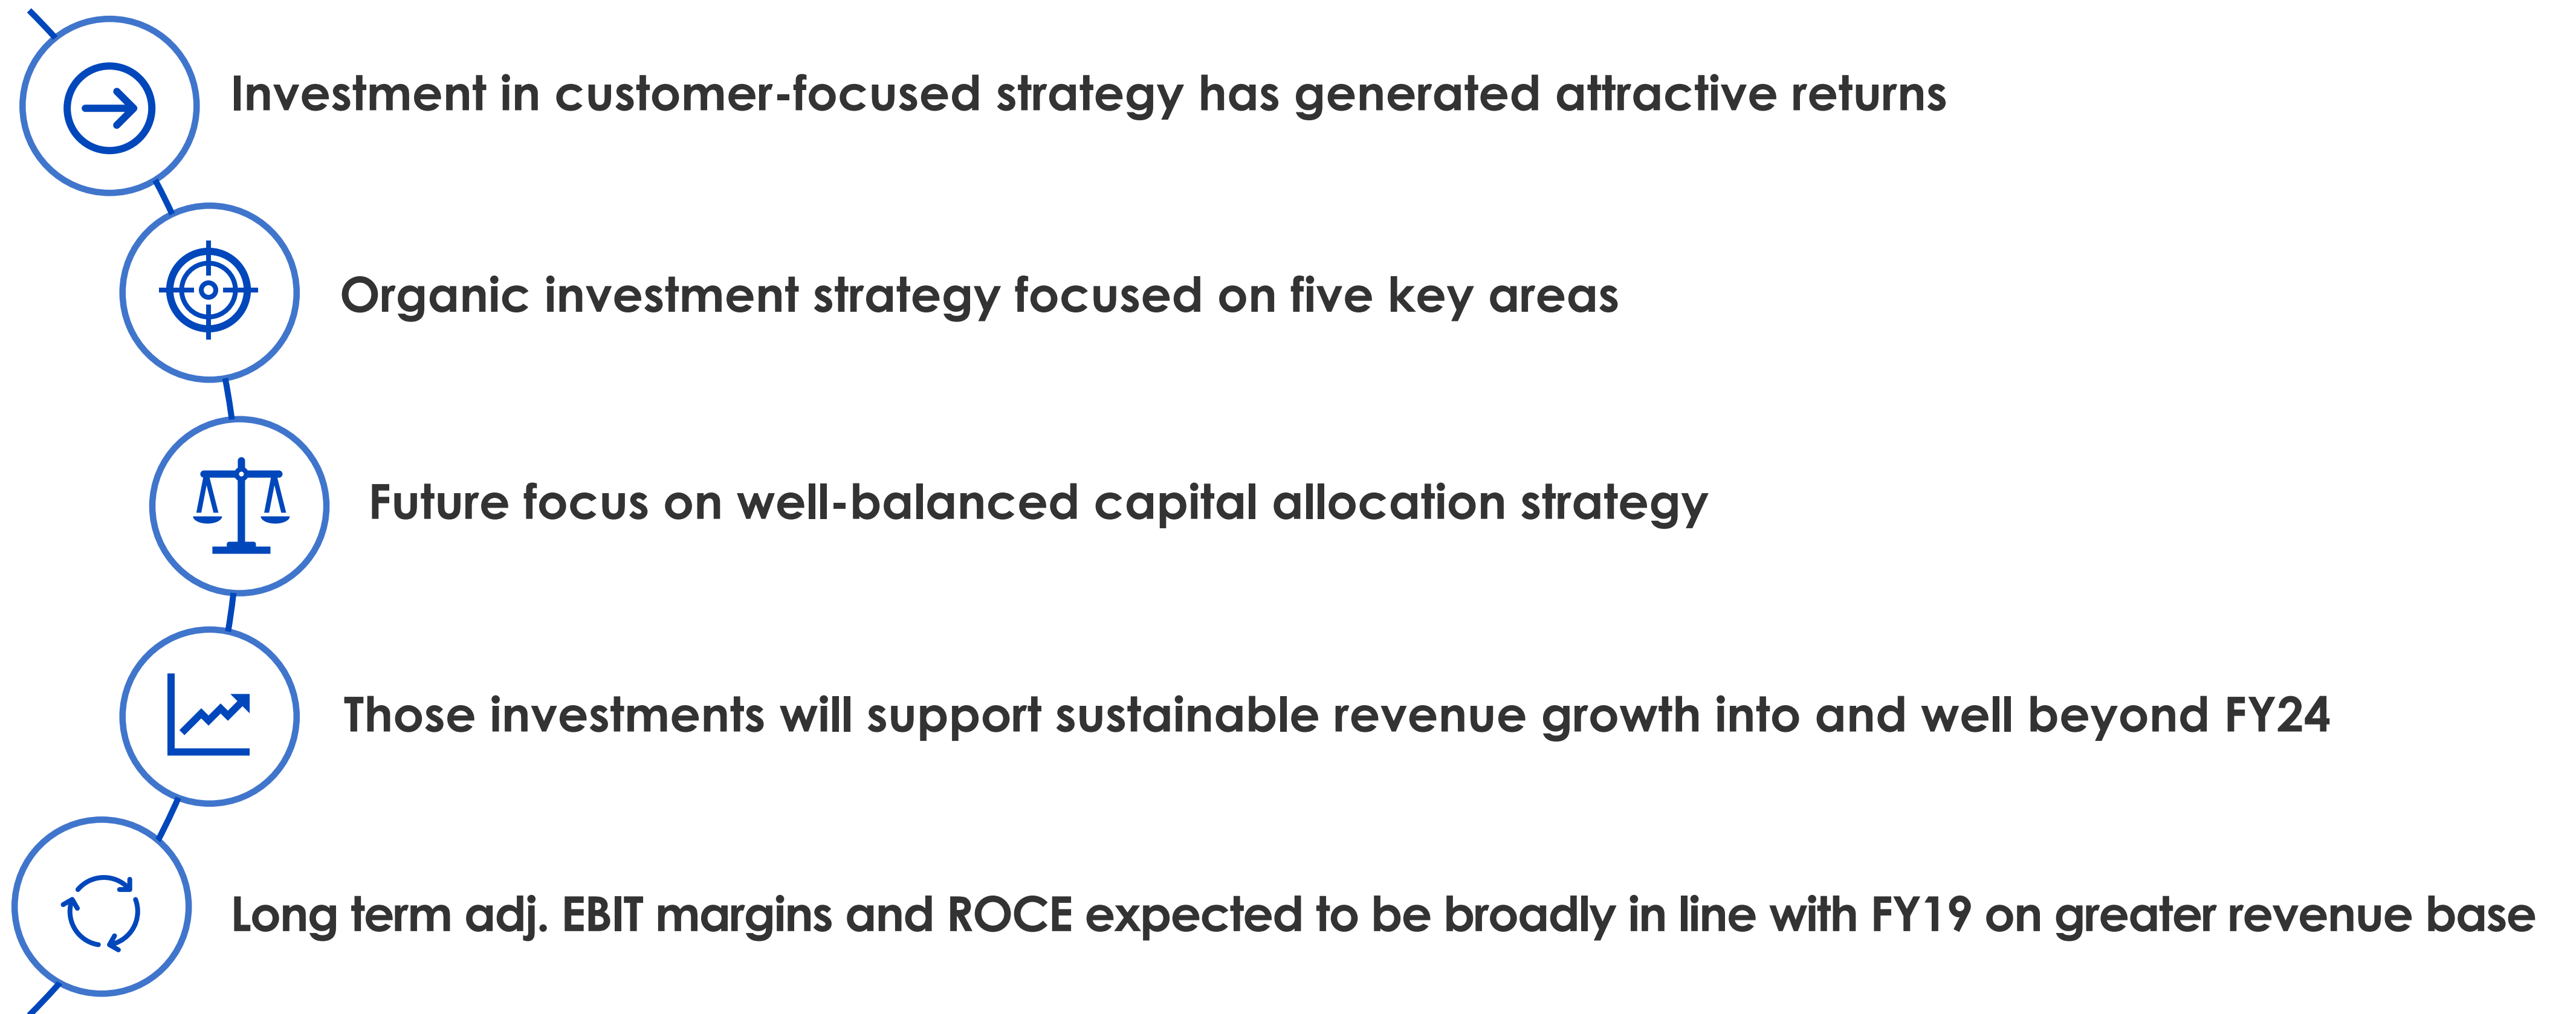 Investment in customer-focused strategy has generated attractive returns
Organic investment strategy focused on five key areas
Future focus on well-balanced capital allocation strategy
Those investments will support sustainable revenue growth into and well beyond FY24
Long term adj. EBIT margins and ROCE expected to be broadly in line with FY19 on greater revenue base